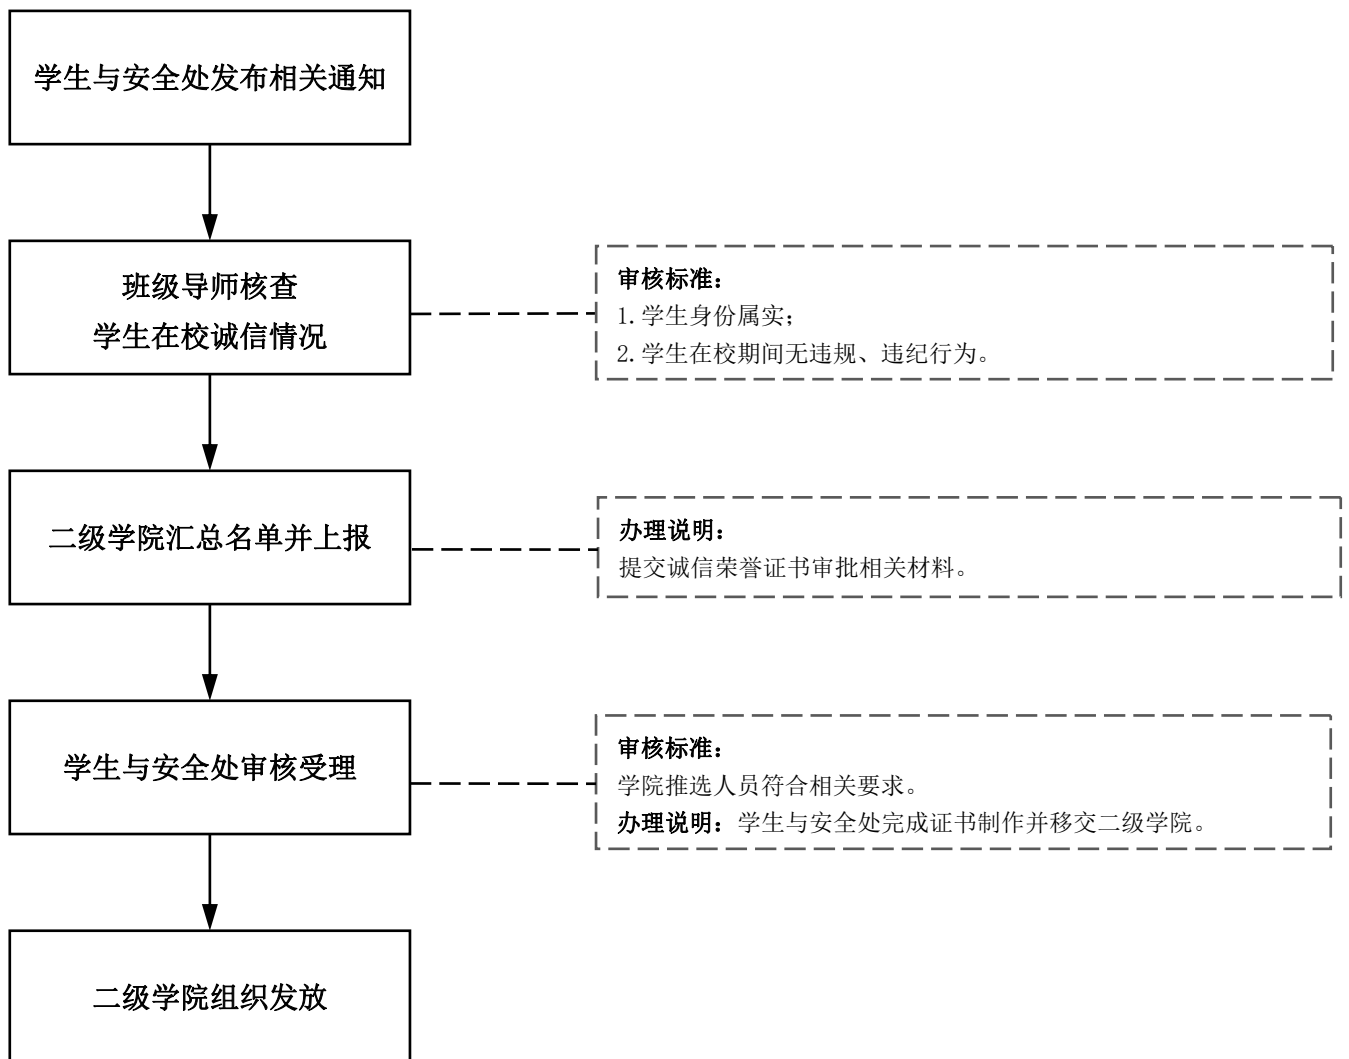 学生与安全处发布相关通知
班级导师核查
学生在校诚信情况
审核标准：
1.学生身份属实；
2.学生在校期间无违规、违纪行为。
二级学院汇总名单并上报
办理说明：
提交诚信荣誉证书审批相关材料。
学生与安全处审核受理
审核标准：
学院推选人员符合相关要求。
办理说明：学生与安全处完成证书制作并移交二级学院。
二级学院组织发放